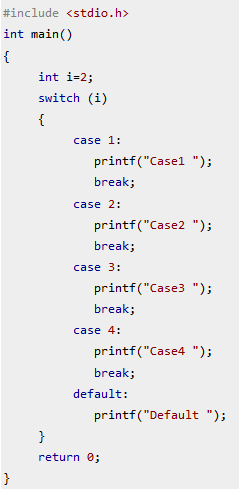 #include <stdio.h>
int main()
{
     int i=2;
     switch (i)
     {
          case 1:
             printf("Case1 ");
             break;
          case 2:
             printf("Case2 ");
             break;
          case 3:
             printf("Case3 ");
             break;
          case 4:
             printf("Case4 ");
             break;
          default:
             printf("Default ");
     }
     return 0;
}